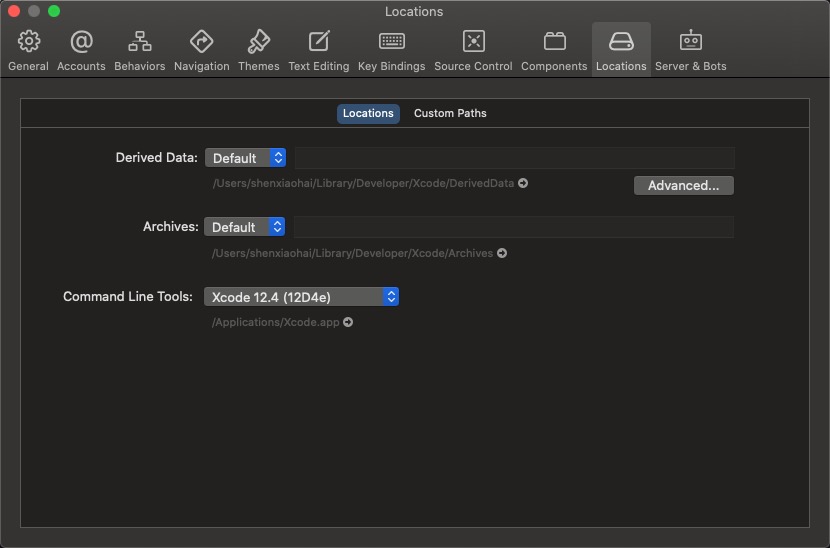 Locations
General Accounts Behaviors Navigation Themes Text Editing Key Bindings Source Control Components Locations Server & Bots
Locations Custom Paths
Derived Data: Default
/Users/shenxiaohai/Library/Developer/Xcode/DerivedData
Advanced...
Archives: Default
/Users/shenxiaohai/Library/Developer/Xcode/Archives
Command Line Tools: Xcode 12.4 (12D4e)
/Applications/Xcode.app